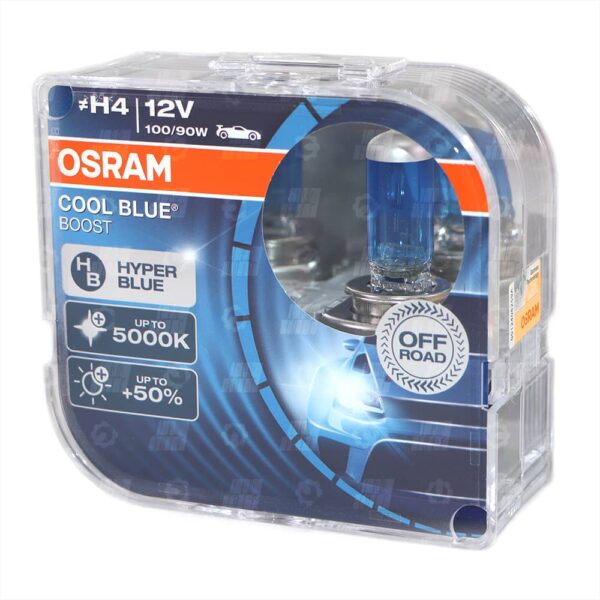 ≠H4 12V
100/90W
OSRAM
COOL BLUE®
BOOST
HB HYPER
BLUE
UP TO
5000K
UP TO
+50%
OFF
ROAD
OSRAM